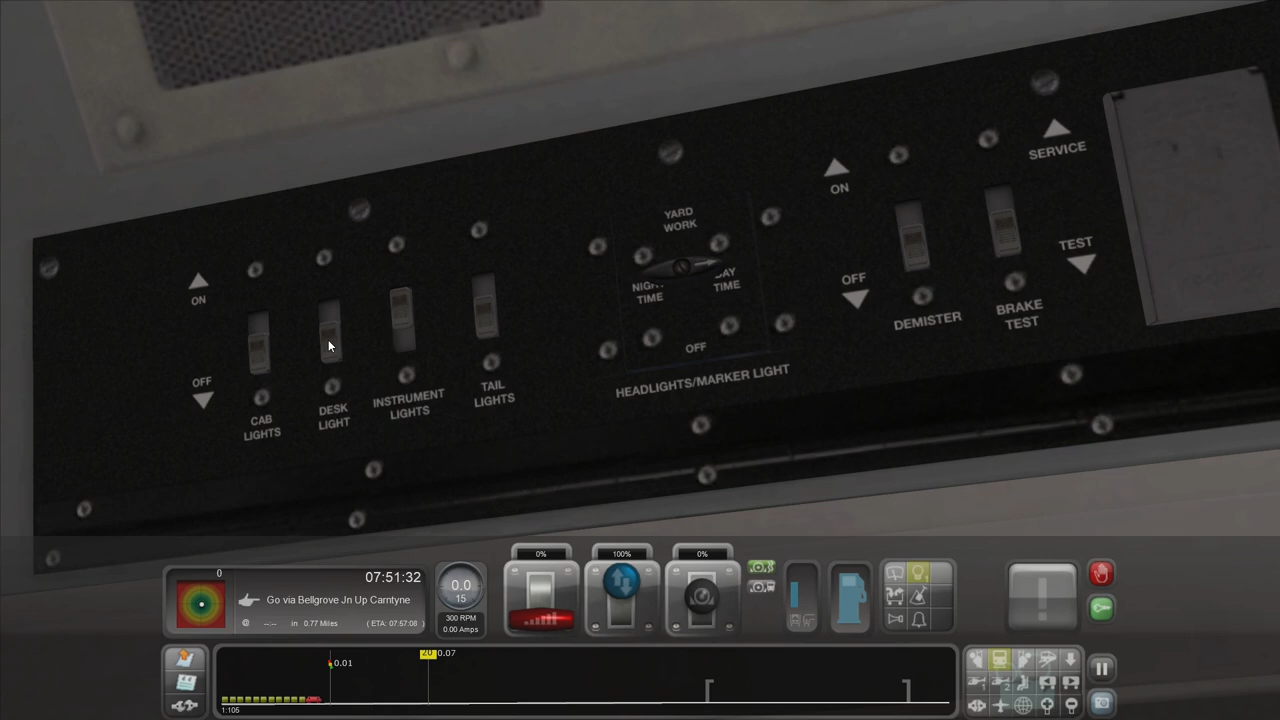 SERVICE
ON
YARD
WORK
TEST
ON
NIGHT
TIME
DAY
TIME
OFF
BRAKE
TEST
DEMISTER
OFF
OFF
HEADLIGHTS/MARKER LIGHT
CAB
LIGHTS
DESK
LIGHT
INSTRUMENT
LIGHTS
TAIL
LIGHTS
0% 100% 0%
0 07:51:32
Go via Bellgrove Jn Up Carntyne
@ --:-- in 0.77 Miles ( ETA: 07:57:08 )
0.0
15
300 RPM
0.00 Amps
0.01
20 0.07
1:105
1
1 2